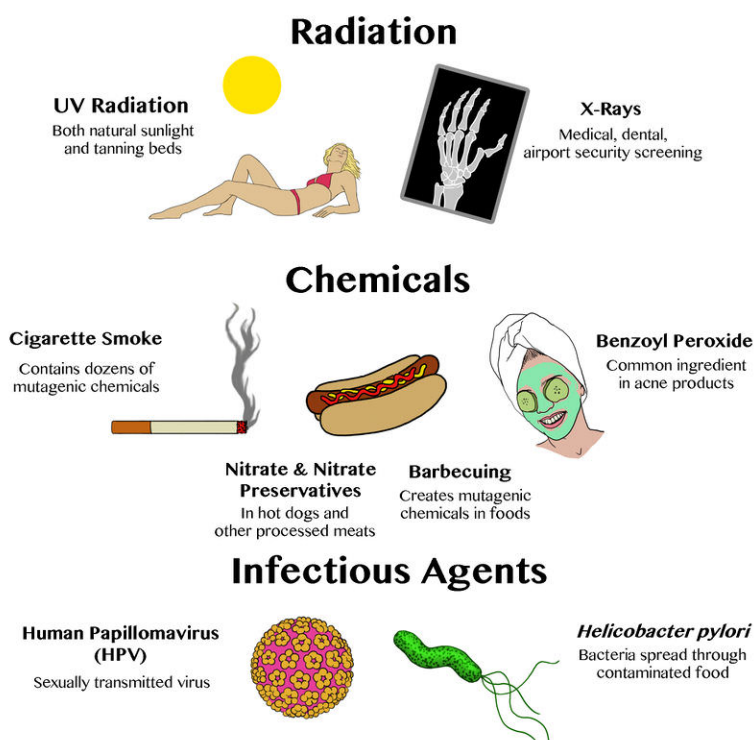 Radiation
UV Radiation
Both natural sunlight
and tanning beds
X-Rays
Medical, dental,
airport security screening
Chemicals
Cigarette Smoke
Contains dozens of
mutagenic chemicals
Benzoyl Peroxide
Common ingredient
in acne products
Nitrate & Nitrate
Preservatives
In hot dogs and
other processed meats
Barbecuing
Creates mutagenic
chemicals in foods
Infectious Agents
Human Papillomavirus
(HPV)
Sexually transmitted virus
Helicobacter pylori
Bacteria spread through
contaminated food